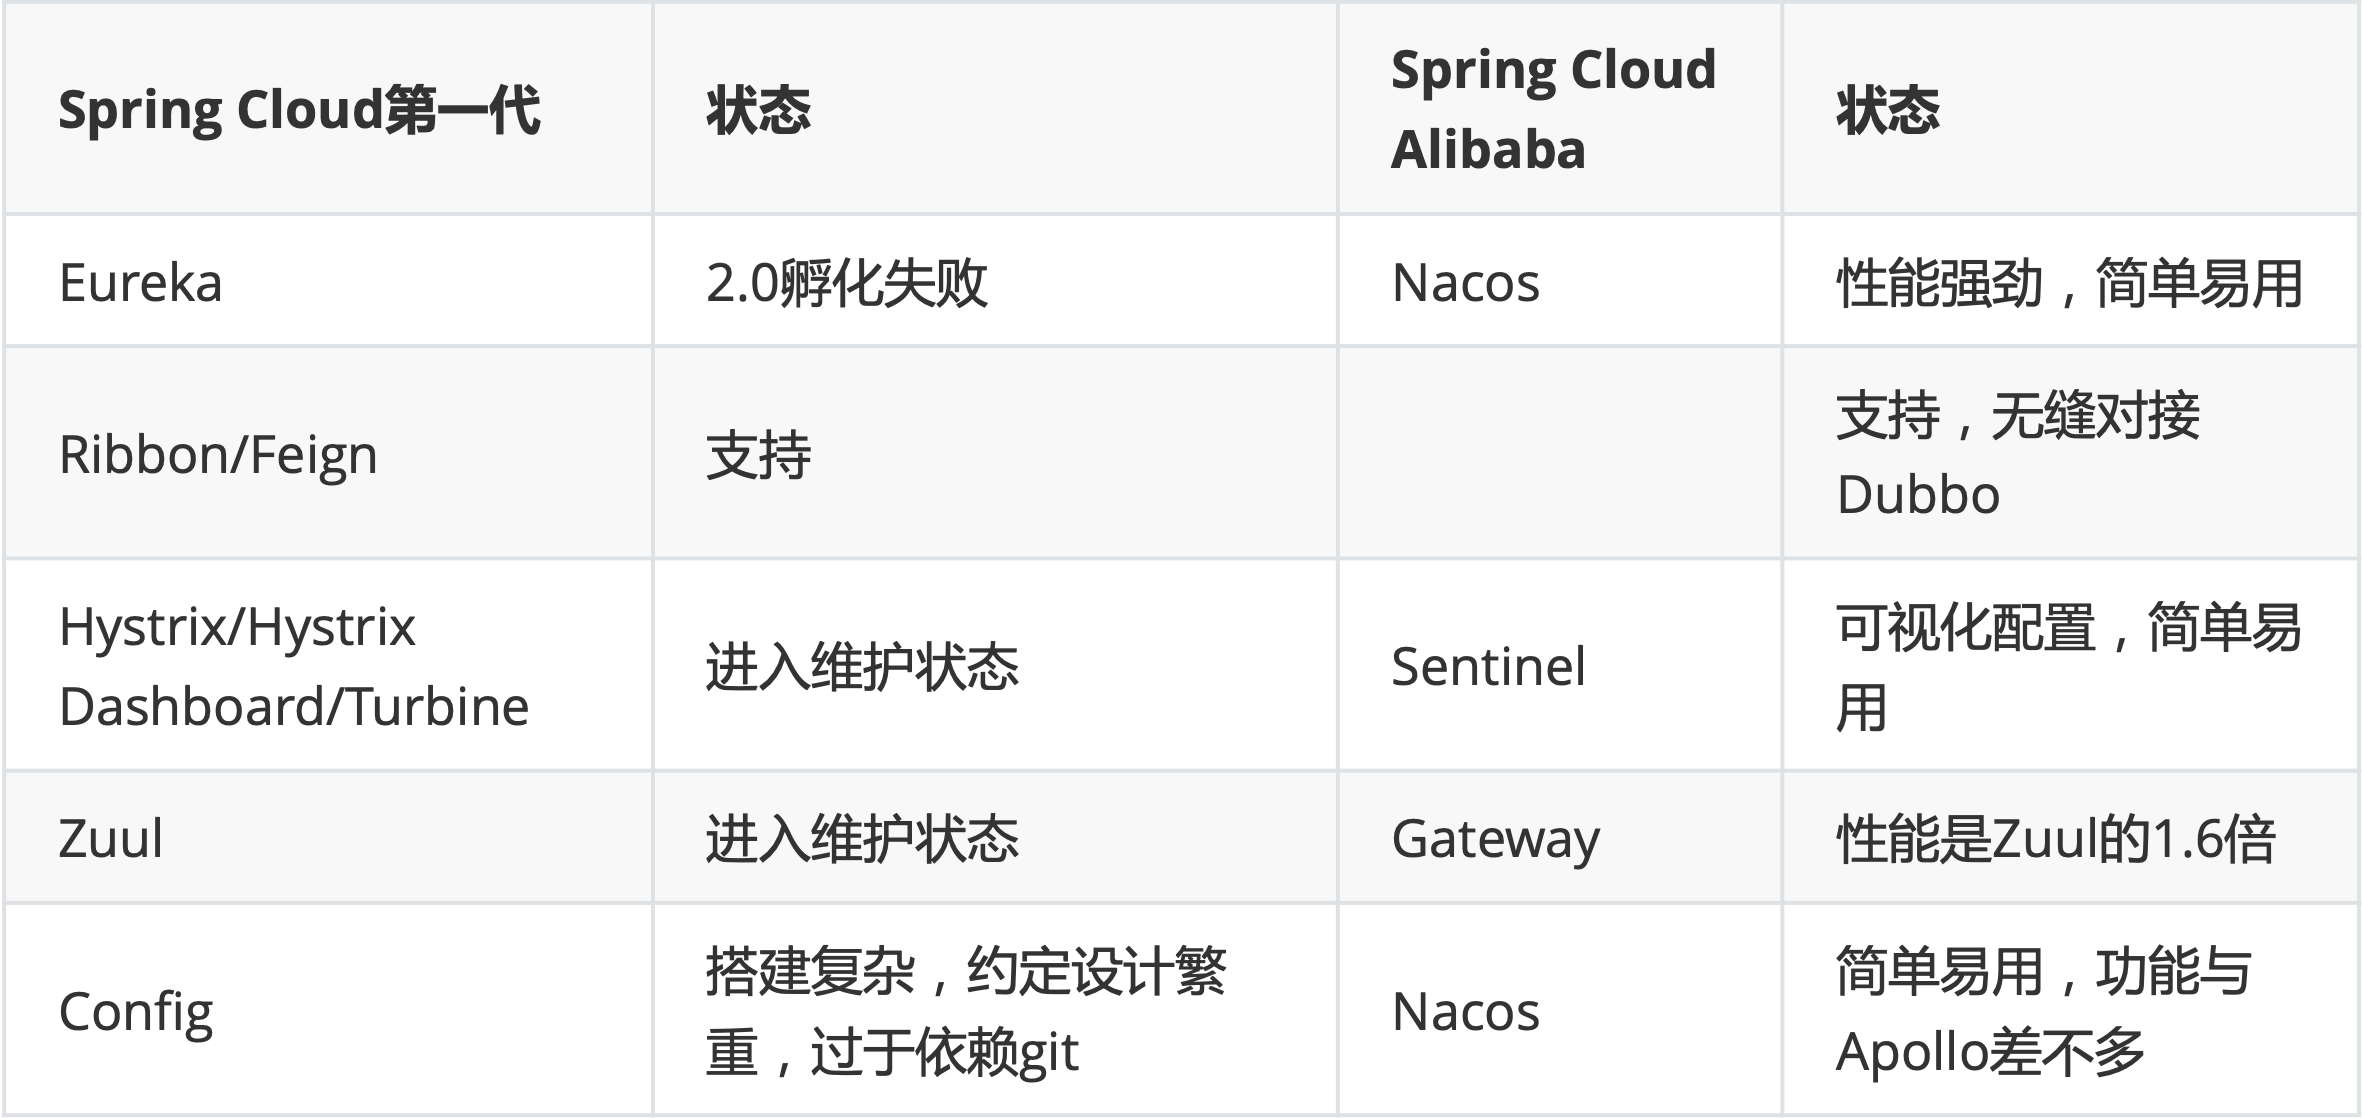 Spring Cloud第一代
状态
Spring Cloud
Alibaba
状态
Eureka
2.0孵化失败
Nacos
性能强劲，简单易用
Ribbon/Feign
支持
支持，无缝对接
Dubbo
Hystrix/Hystrix
Dashboard/Turbine
进入维护状态
Sentinel
可视化配置，简单易
用
Zuul
进入维护状态
Gateway
性能是Zuul的1.6倍
Config
搭建复杂，约定设计繁
重，过于依赖git
Nacos
简单易用，功能与
Apollo差不多